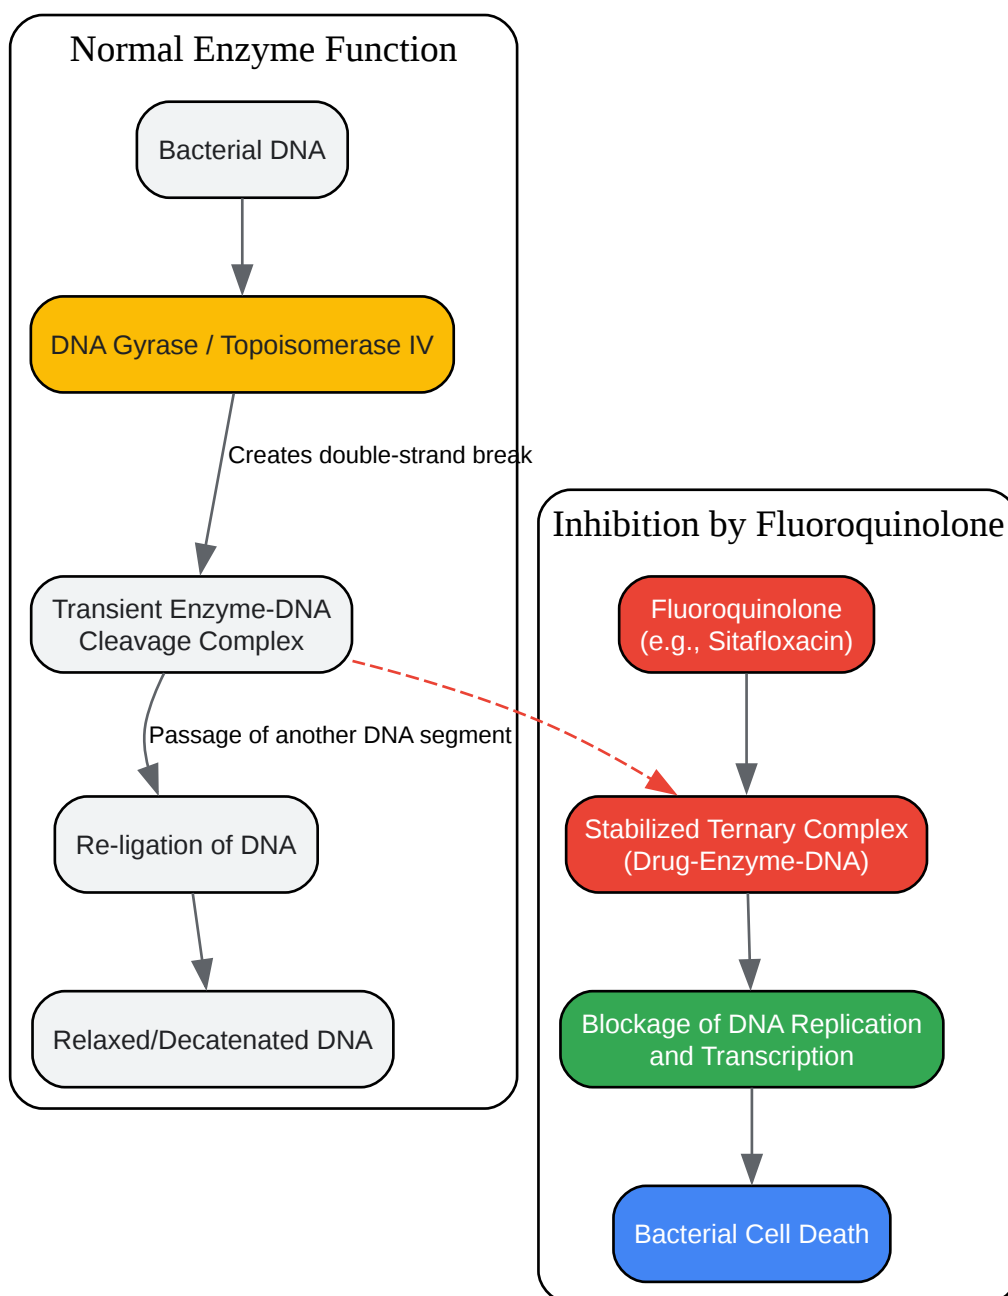 Normal Enzyme Function
Bacterial DNA
DNA Gyrase / Topoisomerase IV
Creates double-strand break
Transient Enzyme-DNA
Cleavage Complex
Passage of another DNA segment
Re-ligation of DNA
Relaxed/Decatenated DNA
Inhibition by Fluoroquinolone
Fluoroquinolone
(e.g., Sitafloxacin)
Stabilized Ternary Complex
(Drug-Enzyme-DNA)
Blockage of DNA Replication
and Transcription
Bacterial Cell Death